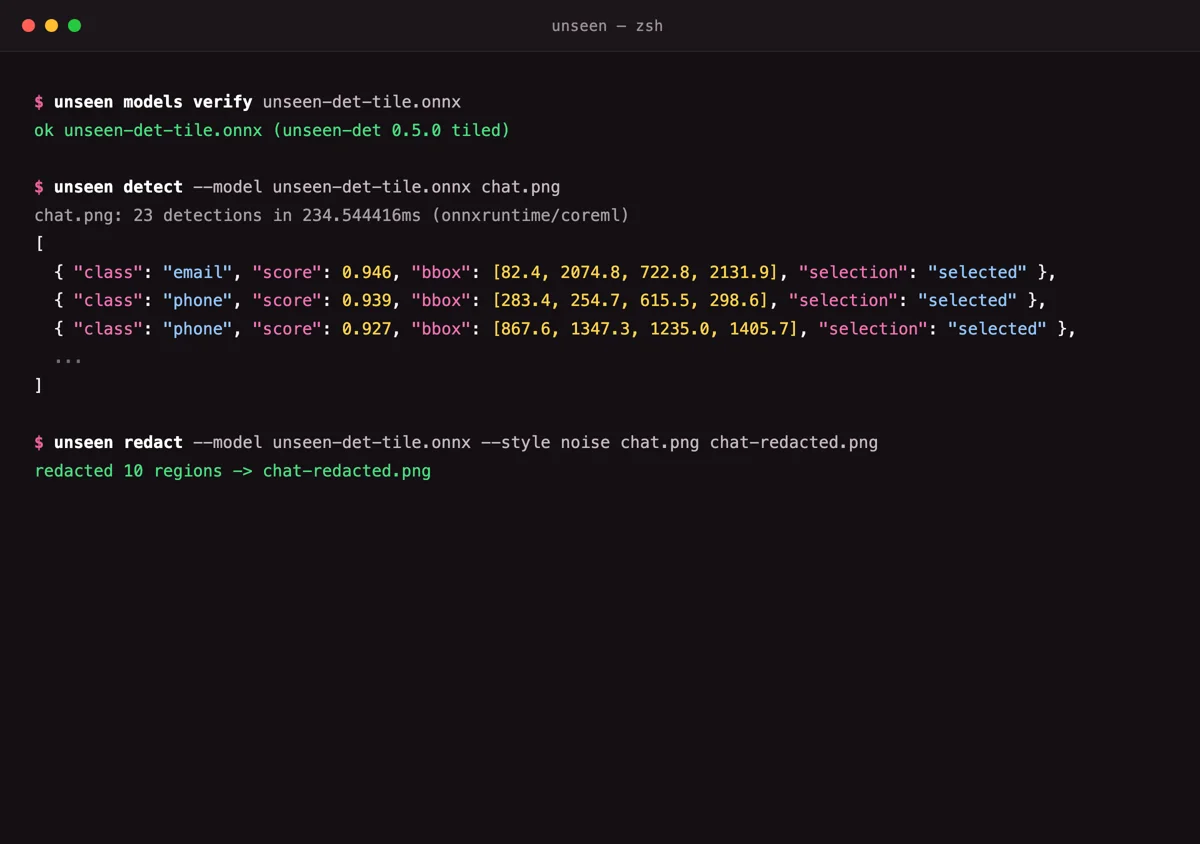 unseen — zsh
$ unseen models verify unseen-det-tile.onnx
ok unseen-det-tile.onnx (unseen-det 0.5.0 tiled)
$ unseen detect --model unseen-det-tile.onnx chat.png
chat.png: 23 detections in 234.544416ms (onnxruntime/coreml)
[
  { "class": "email", "score": 0.946, "bbox": [82.4, 2074.8, 722.8, 2131.9], "selection": "selected" },
  { "class": "phone", "score": 0.939, "bbox": [283.4, 254.7, 615.5, 298.6], "selection": "selected" },
  { "class": "phone", "score": 0.927, "bbox": [867.6, 1347.3, 1235.0, 1405.7], "selection": "selected" },
  ...
]
$ unseen redact --model unseen-det-tile.onnx --style noise chat.png chat-redacted.png
redacted 10 regions -> chat-redacted.png